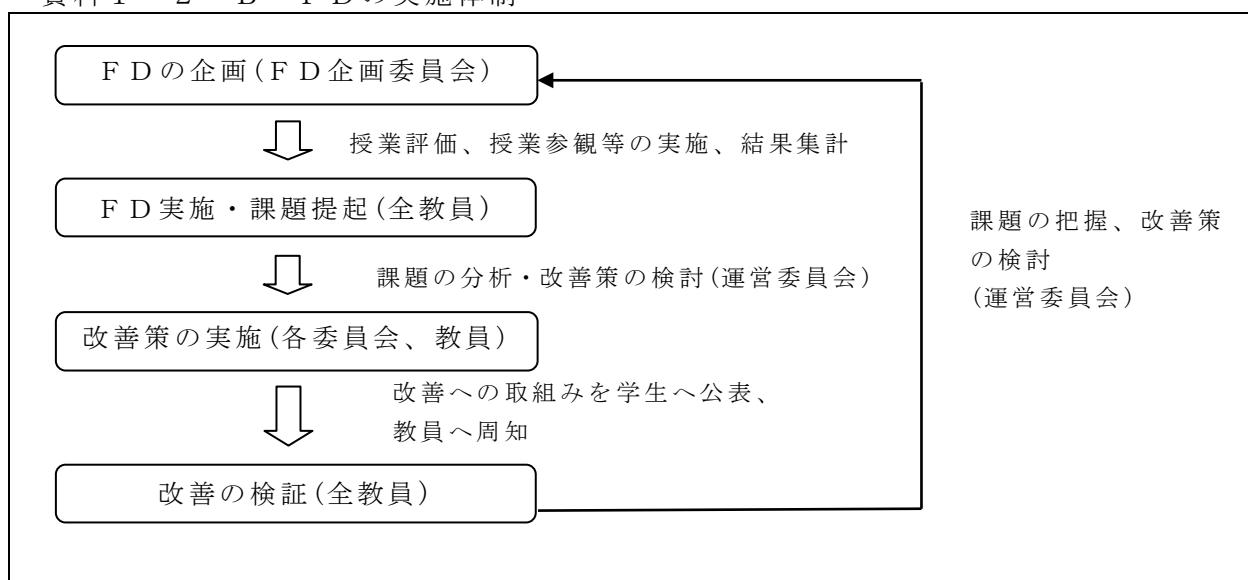 ＦＤの企画(ＦＤ企画委員会)
授業評価、授業参観等の実施、結果集計
ＦＤ実施・課題提起(全教員)
課題の分析・改善策の検討(運営委員会)
改善策の実施(各委員会、教員)
改善への取組みを学生へ公表、
教員へ周知
改善の検証(全教員)
課題の把握、改善策
の検討
(運営委員会)